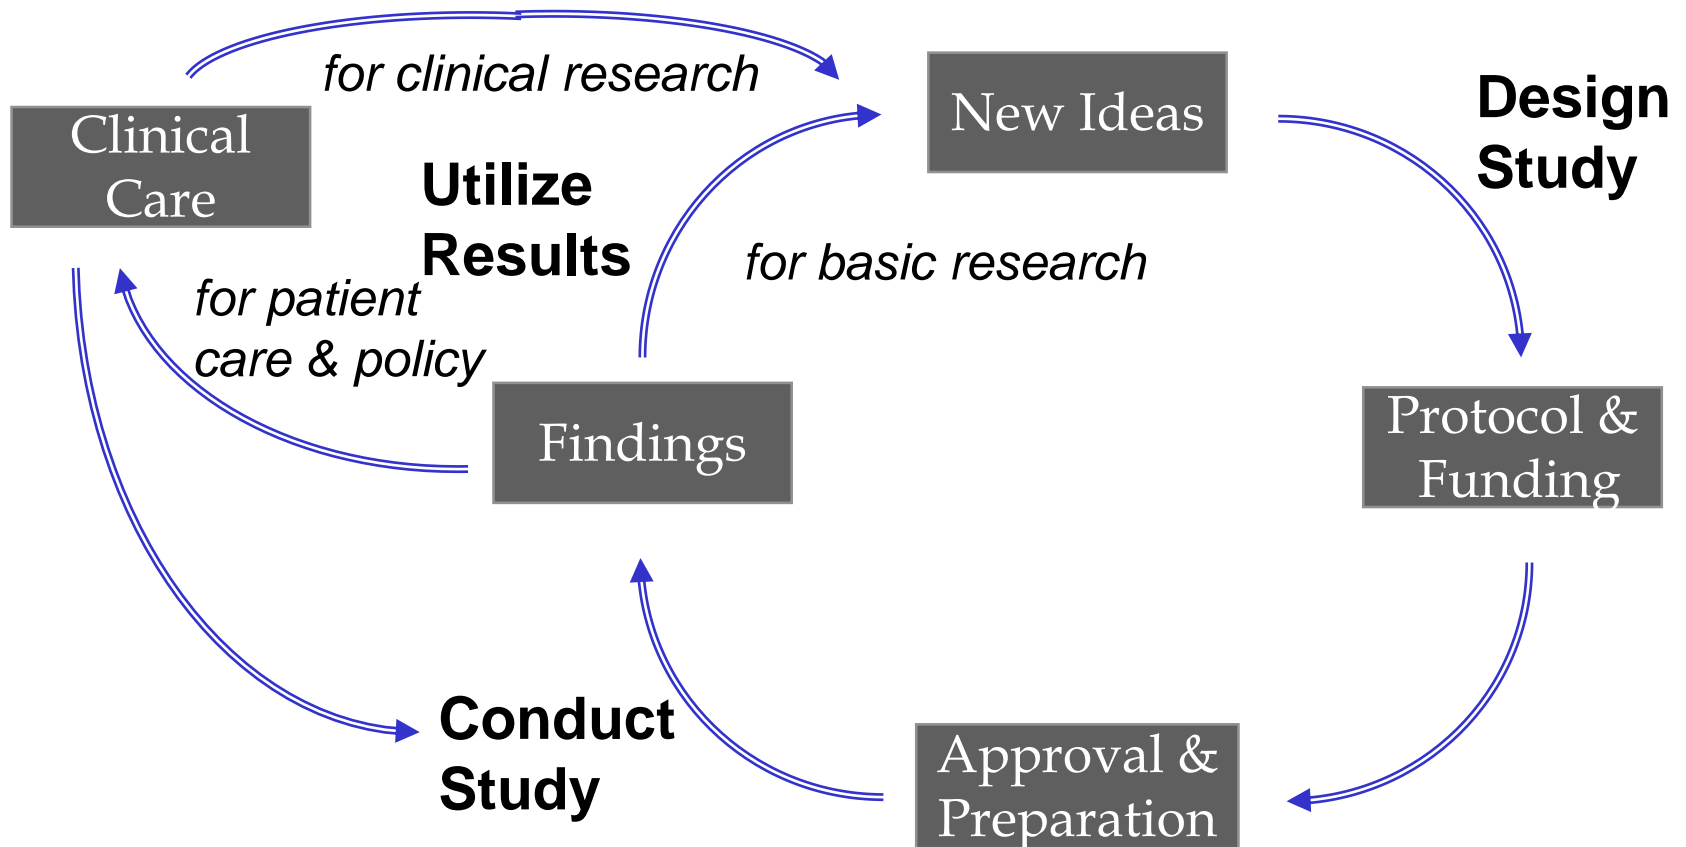 for clinical research
New Ideas
Design
Study
Clinical
Care
Utilize
Results
for basic research
for patient
care & policy
Findings
Protocol &
Funding
Conduct
Study
Approval &
Preparation